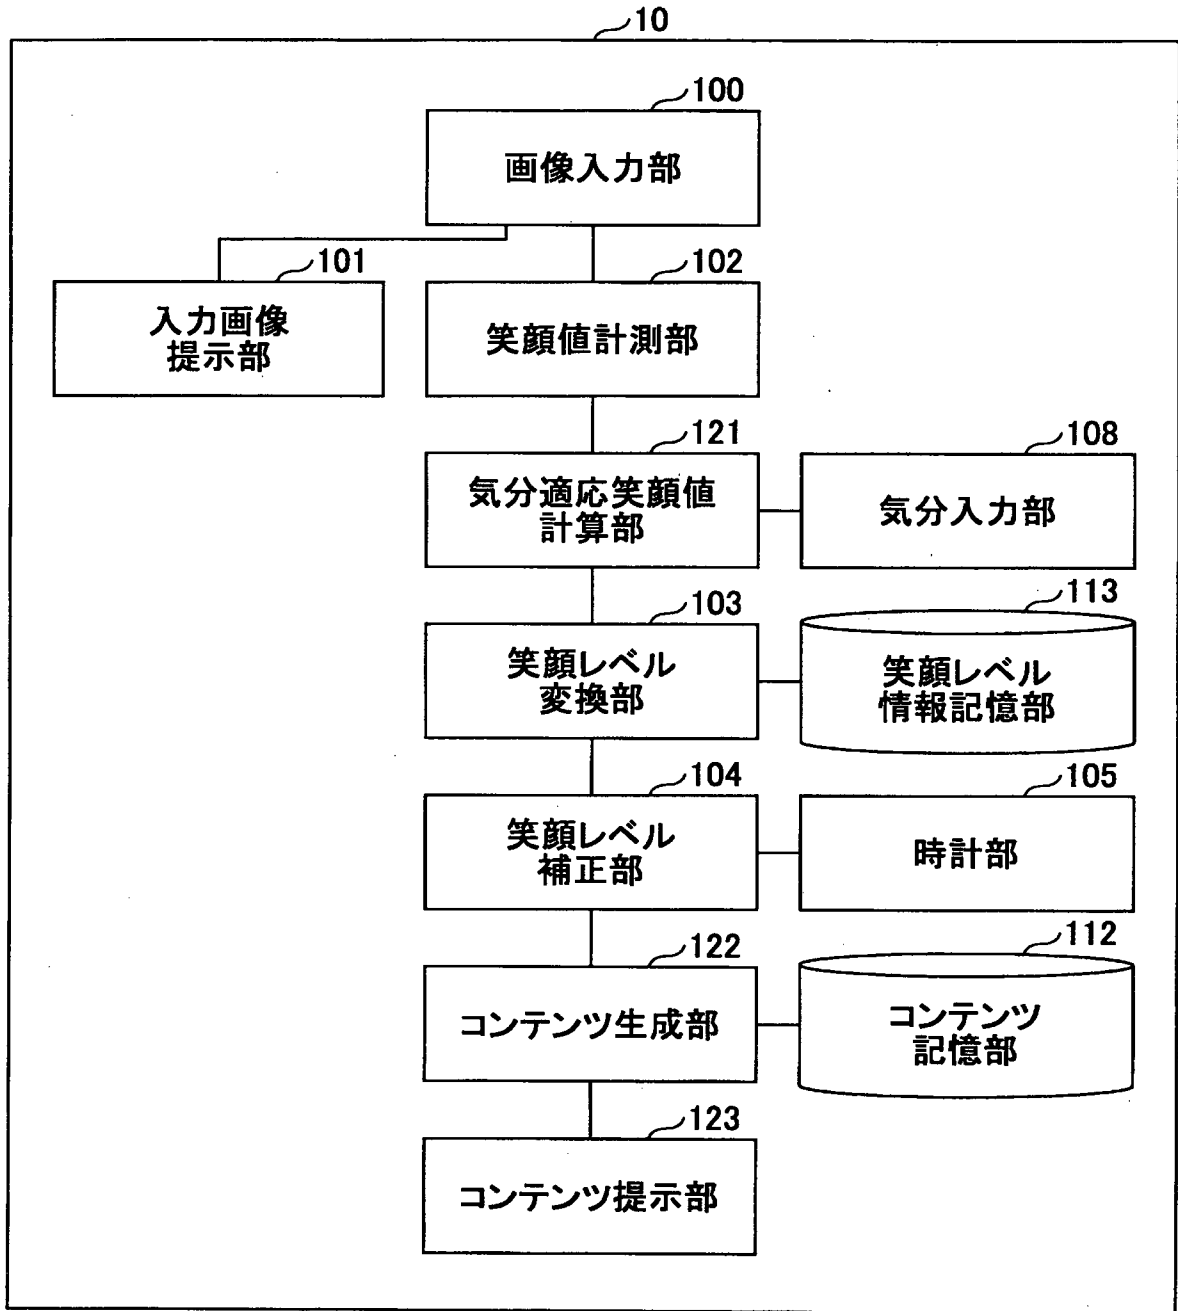 10
100
画像入力部
101
入力画像
提示部
102
笑顔値計測部
121
気分適応笑顔値
計算部
108
気分入力部
103
笑顔レベル
変換部
113
笑顔レベル
情報記憶部
104
笑顔レベル
補正部
105
時計部
122
コンテンツ生成部
112
コンテンツ
記憶部
123
コンテンツ提示部